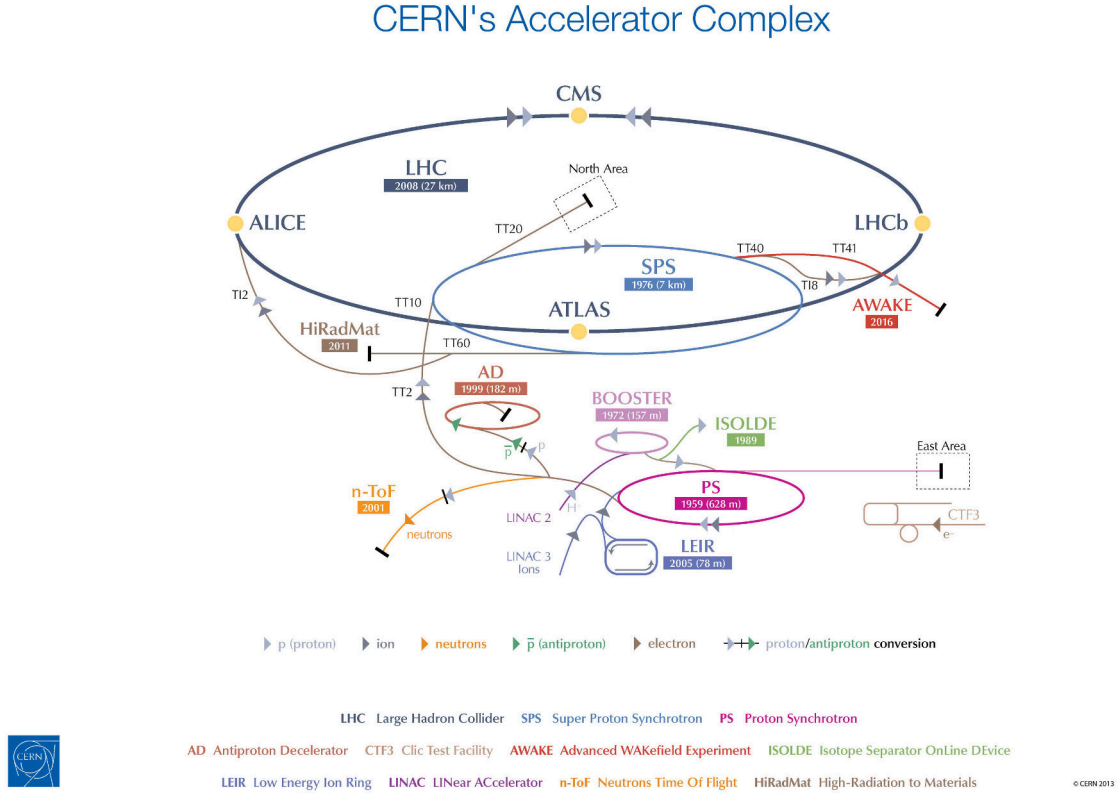 CERN's Accelerator Complex
CMS
LHC
2008 (27 km)
North Area
ALICE
LHCb
TT20
TT40
TT41
SPS
1976 (7 km)
TI8
TI2
TT10
ATLAS
AWAKE
2016
HiRadMat
2011
TT60
AD
1999 (182 m)
TT2
BOOSTER
1972 (157 m)
ISOLDE
1989
p
p̅
East Area
n-ToF
2001
PS
1959 (628 m)
H⁻
LINAC 2
neutrons
CTF3
e⁻
LEIR
2005 (78 m)
LINAC 3
Ions
p (proton) ion neutrons p̅ (antiproton) electron proton/antiproton conversion
LHC Large Hadron Collider SPS Super Proton Synchrotron PS Proton Synchrotron
AD Antiproton Decelerator CTF3 Clic Test Facility AWAKE Advanced WAKefield Experiment ISOLDE Isotope Separator OnLine DEvice
LEIR Low Energy Ion Ring LINAC LINear ACcelerator n-ToF Neutrons Time Of Flight HiRadMat High-Radiation to Materials
CERN
© CERN 2013